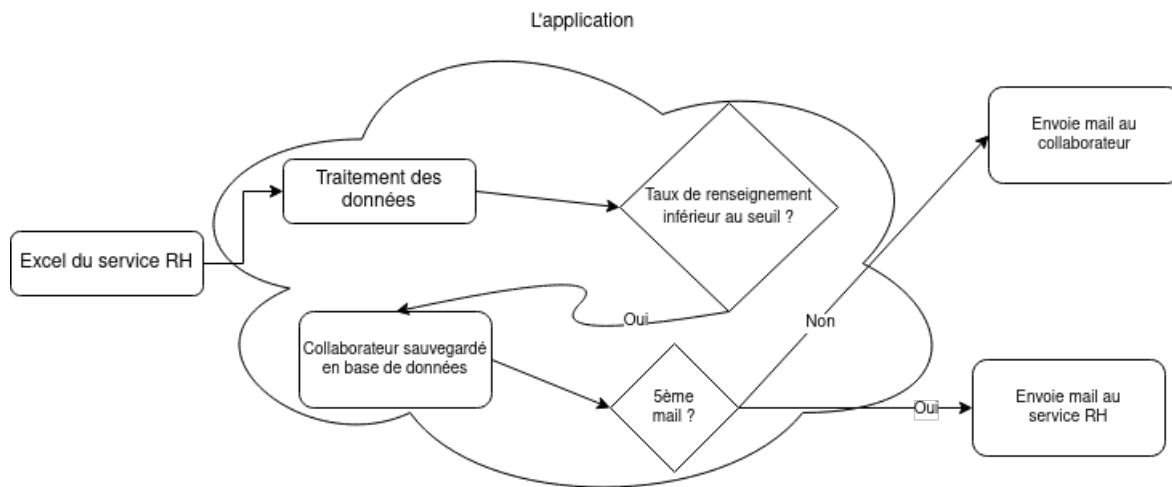 L'application
Envoie mail au
collaborateur
Traitement des
données
Taux de renseignement
inférieur au seuil ?
Excel du service RH
Oui
Non
Collaborateur sauvegardé
en base de données
5ème
mail ?
Oui
Envoie mail au
service RH